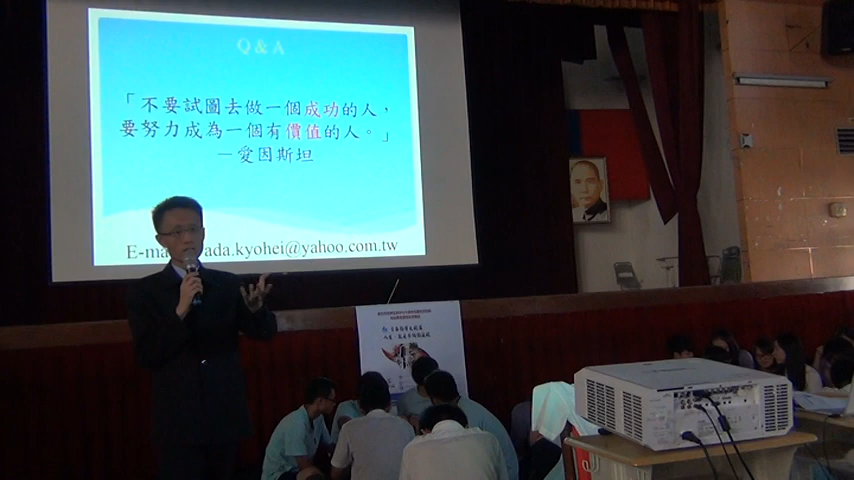 Q & A
「不要試圖去做一個成功的人，
要努力成為一個有價值的人。」
－愛因斯坦
E-ma ada.kyohei@yahoo.com.tw